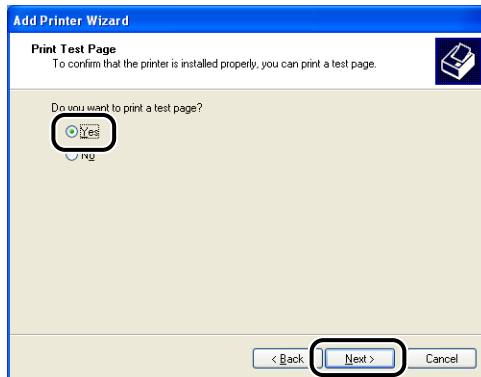 Add Printer Wizard
Print Test Page
To confirm that the printer is installed properly, you can print a test page.
Do you want to print a test page?
Yes
No
< Back
Next >
Cancel